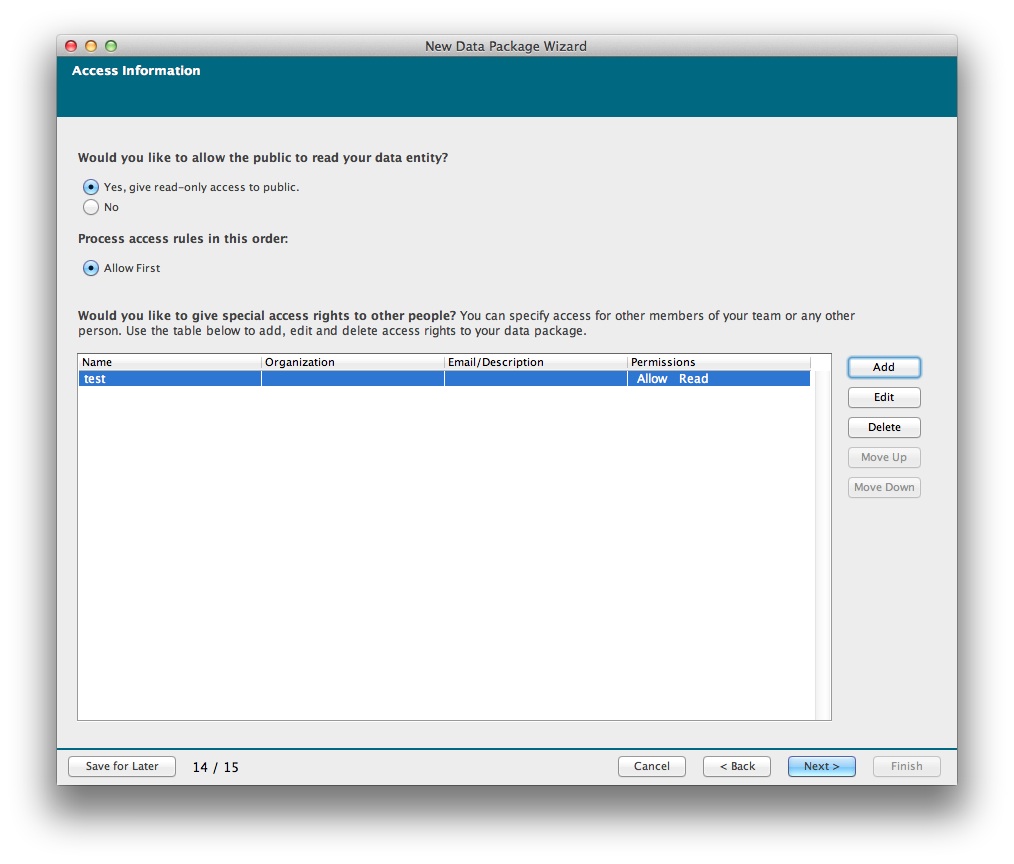 New Data Package Wizard
Access Information
Would you like to allow the public to read your data entity?
Yes, give read-only access to public.
No
Process access rules in this order:
Allow First
Would you like to give special access rights to other people? You can specify access for other members of your team or any other
person. Use the table below to add, edit and delete access rights to your data package.
Name Organization Email/Description Permissions
test Allow Read
Add
Edit
Delete
Move Up
Move Down
Save for Later 14 / 15 Cancel < Back Next > Finish